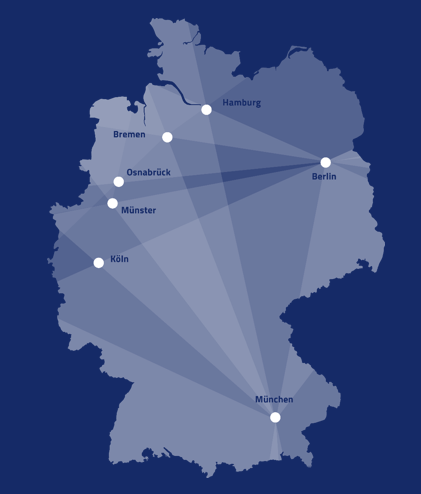 Hamburg
Bremen
Berlin
Osnabrück
Münster
Köln
München